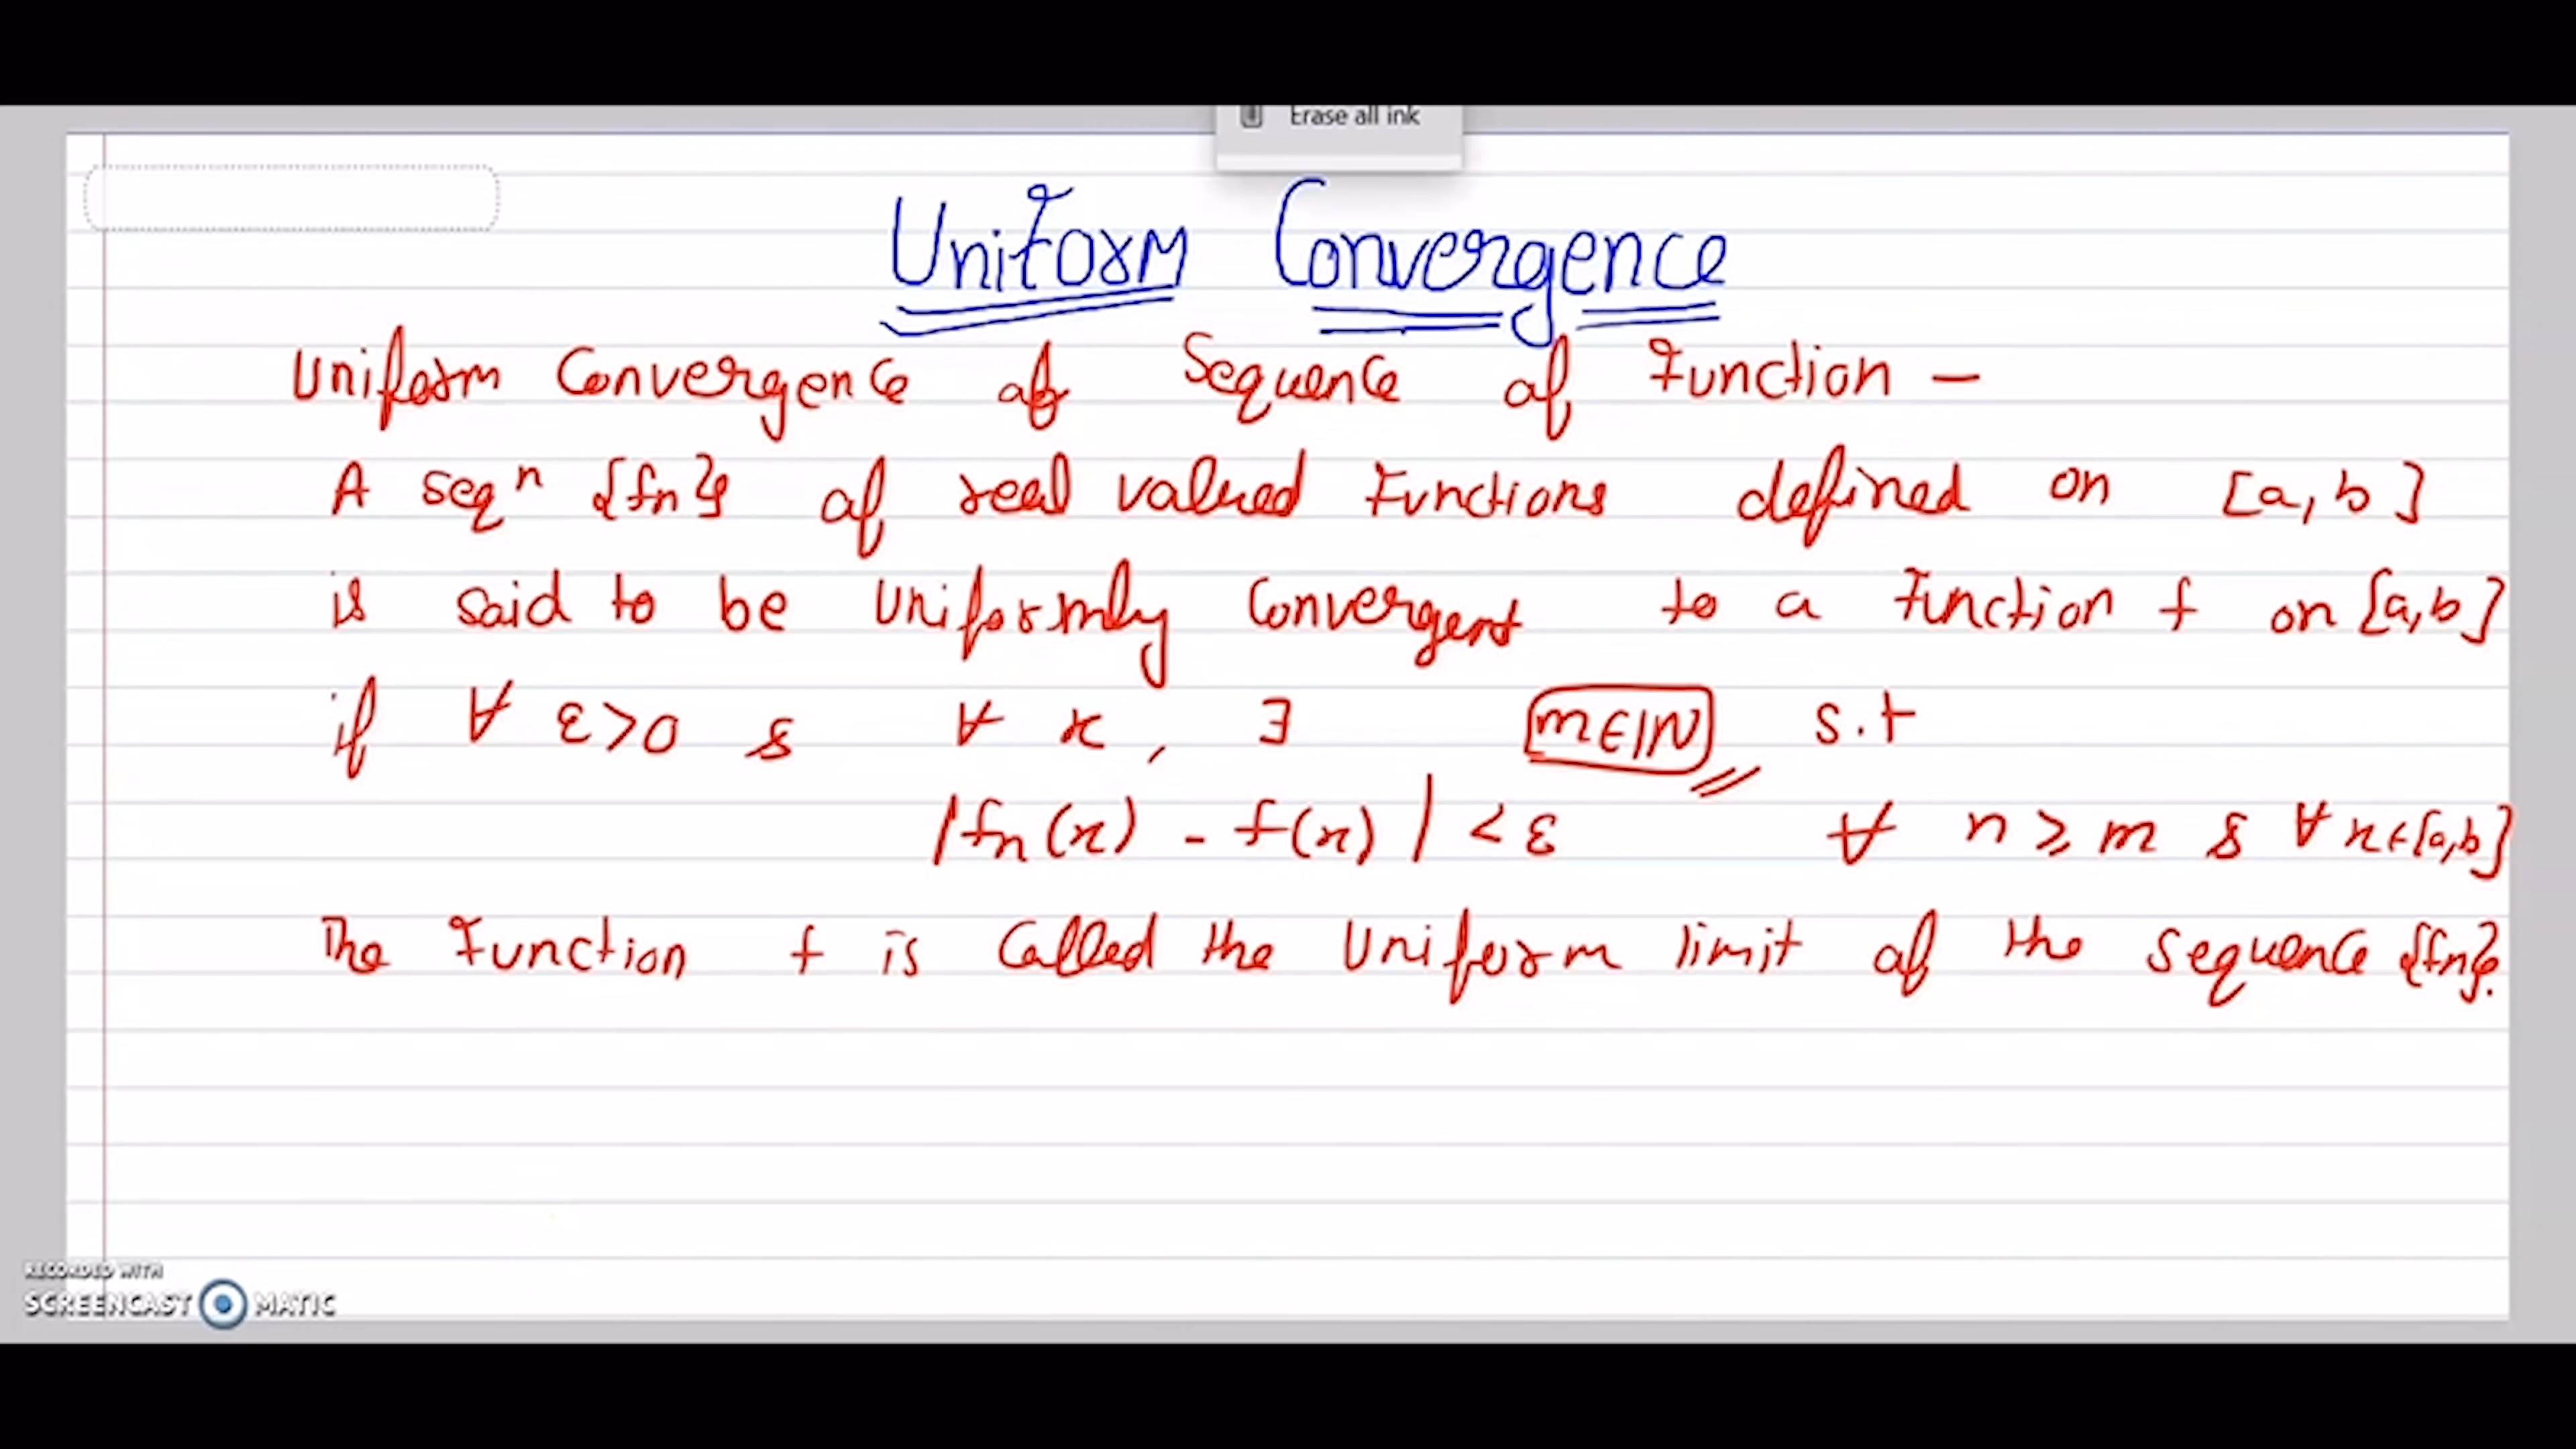 Erase all ink
Uniform Convergence
Uniform Convergence of Sequence of Function —
A seqⁿ {fn} of real valued Functions defined on [a, b]
is said to be Uniformly Convergent to a Function f on [a, b]
if ∀ ε>0 & ∀ x, ∃ m∈ℕ s.t
|fn(x) - f(x)| < ε ∀ n ≥ m & ∀ x∈[a,b]
The Function f is Called the Uniform limit of the Sequence {fn}.
RECORDED WITH
SCREENCAST MATIC